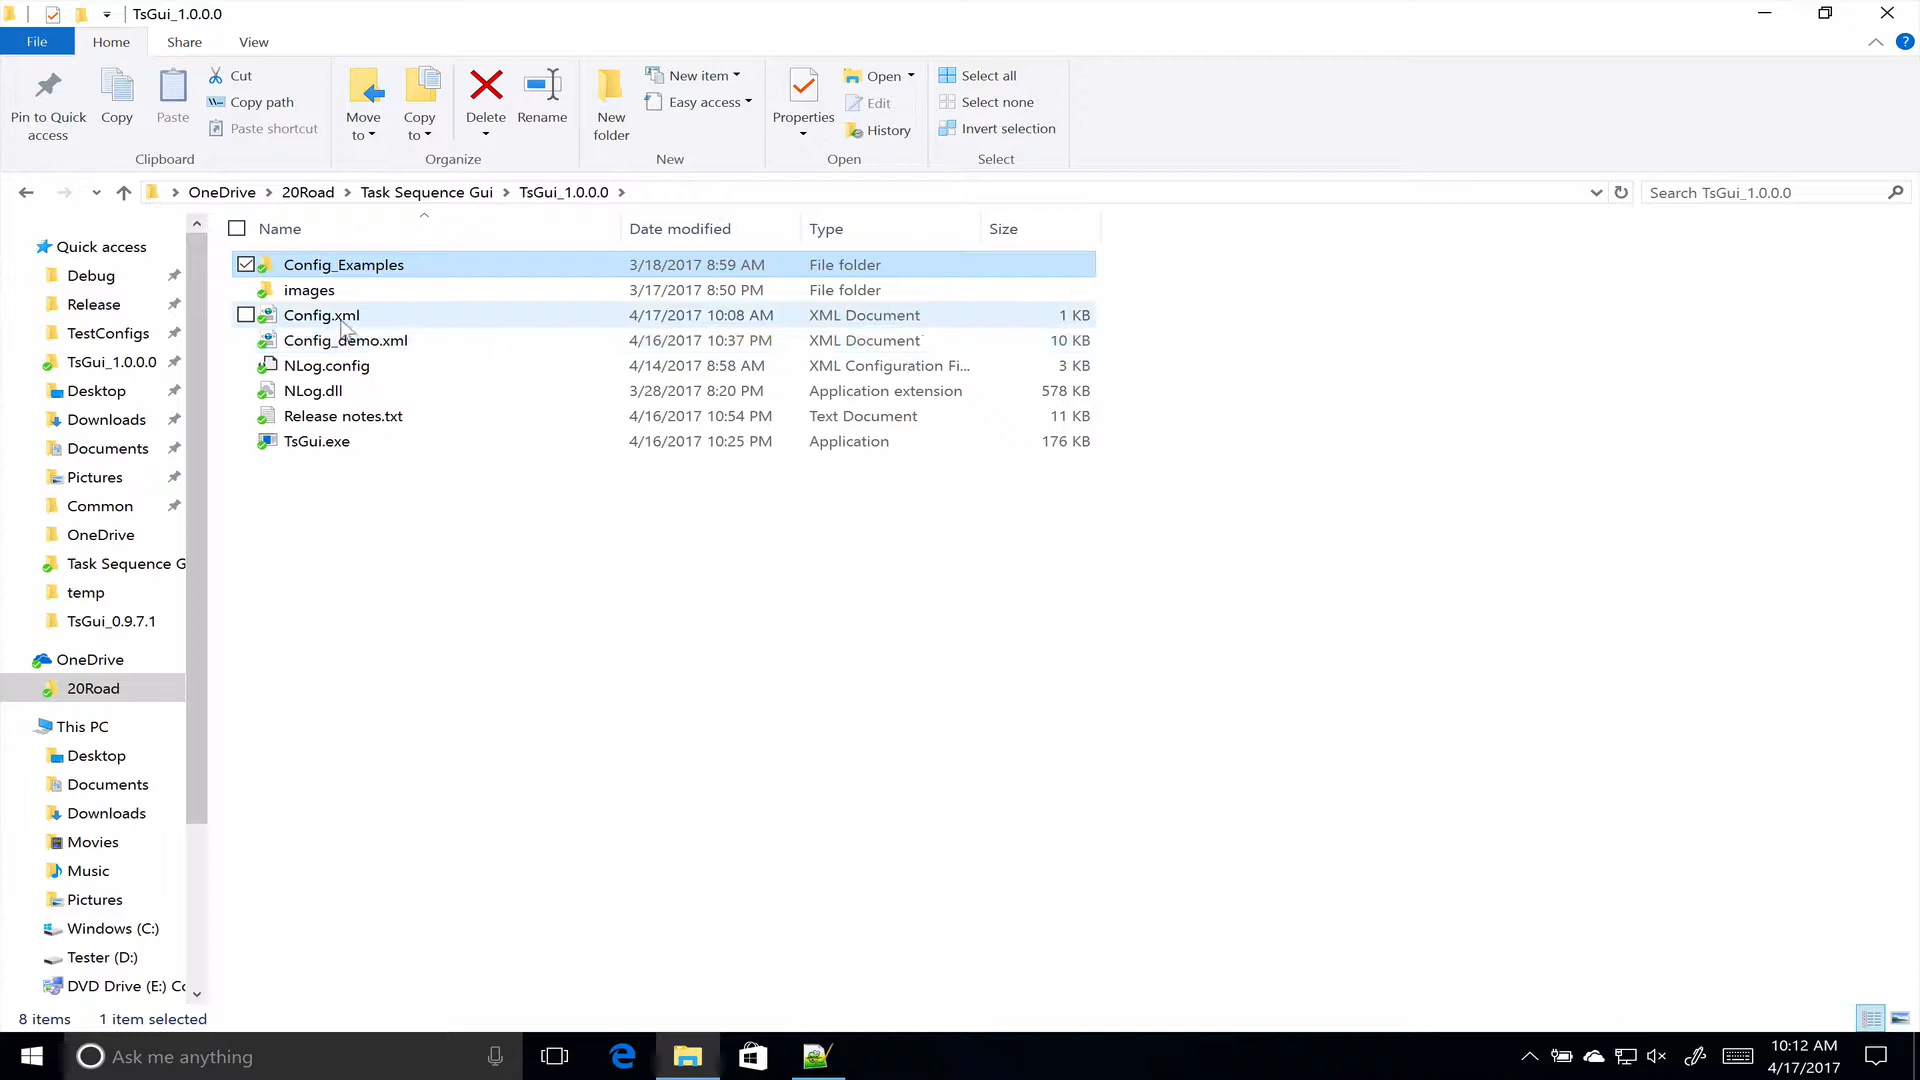 TsGui_1.0.0.0
File Home Share View
Pin to Quick access
Copy
Paste
Cut
Copy path
Paste shortcut
Clipboard
Move to
Copy to
Delete
Rename
Organize
New folder
New item
Easy access
New
Properties
Open
Edit
History
Open
Select all
Select none
Invert selection
Select
OneDrive 20Road Task Sequence Gui TsGui_1.0.0.0
Search TsGui_1.0.0.0
Quick access
Debug
Release
TestConfigs
TsGui_1.0.0.0
Desktop
Downloads
Documents
Pictures
Common
OneDrive
Task Sequence G
temp
TsGui_0.9.7.1
OneDrive
20Road
This PC
Desktop
Documents
Downloads
Movies
Music
Pictures
Windows (C:)
Tester (D:)
DVD Drive (E:) Cc
Name Date modified Type Size
Config_Examples 3/18/2017 8:59 AM File folder
images 3/17/2017 8:50 PM File folder
Config.xml 4/17/2017 10:08 AM XML Document 1 KB
Config_demo.xml 4/16/2017 10:37 PM XML Document 10 KB
NLog.config 4/14/2017 8:58 AM XML Configuration Fi... 3 KB
NLog.dll 3/28/2017 8:20 PM Application extension 578 KB
Release notes.txt 4/16/2017 10:54 PM Text Document 11 KB
TsGui.exe 4/16/2017 10:25 PM Application 176 KB
8 items 1 item selected
Ask me anything
10:12 AM
4/17/2017